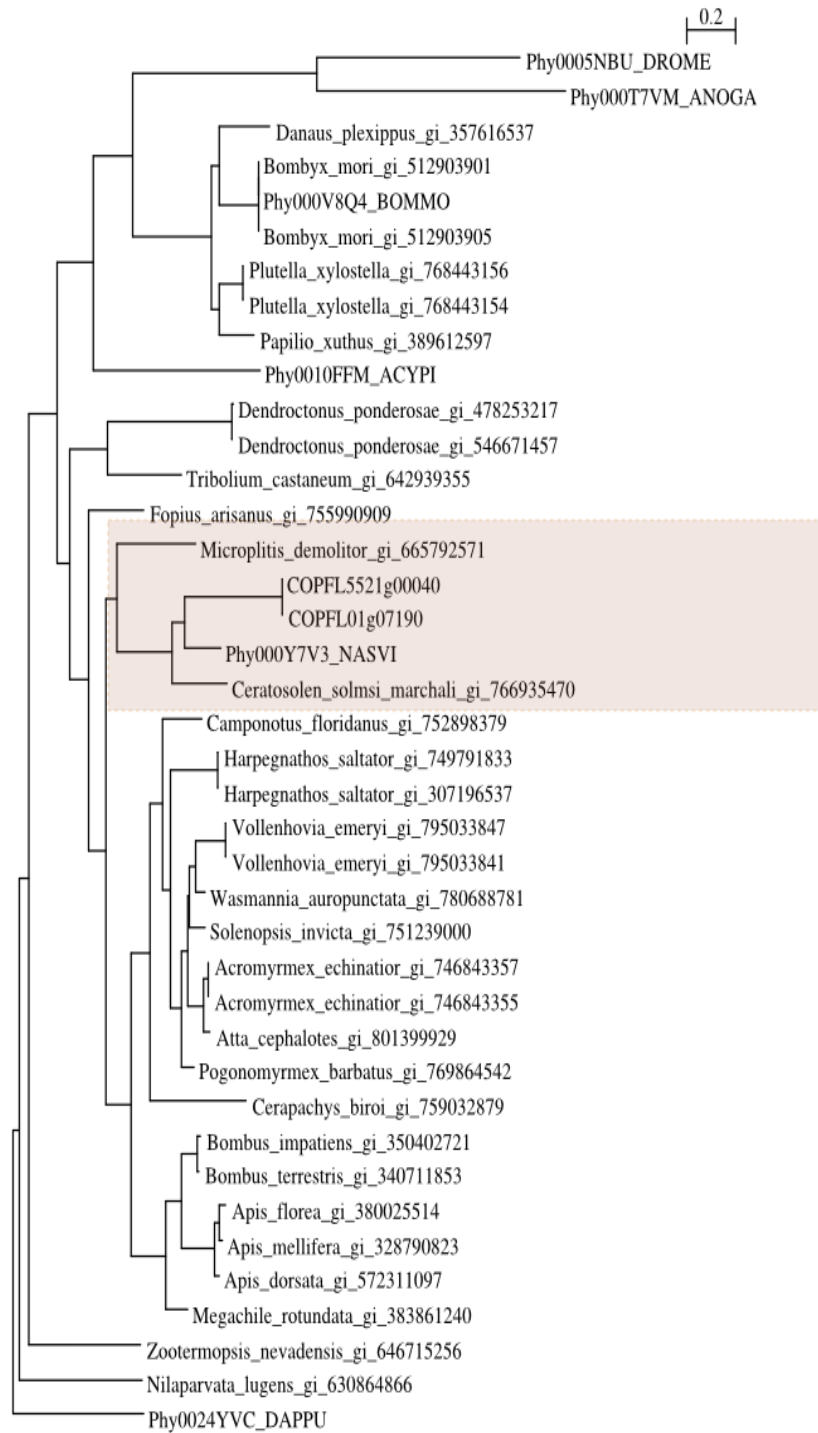 0.2
Phy0005NBU_DROME
Phy000T7VM_ANOGA
Danaus_plexippus_gi_357616537
Bombyx_mori_gi_512903901
Phy000V8Q4_BOMMO
Bombyx_mori_gi_512903905
Plutella_xylostella_gi_768443156
Plutella_xylostella_gi_768443154
Papilio_xuthus_gi_389612597
Phy0010FFM_ACYPI
Dendroctonus_ponderosae_gi_478253217
Dendroctonus_ponderosae_gi_546671457
Tribolium_castaneum_gi_642939355
Fopius_arisanus_gi_755990909
Microplitis_demolitor_gi_665792571
COPFL5521g00040
COPFL01g07190
Phy000Y7V3_NASVI
Ceratosolen_solmsi_marchali_gi_766935470
Camponotus_floridanus_gi_752898379
Harpegnathos_saltator_gi_749791833
Harpegnathos_saltator_gi_307196537
Vollenhovia_emeryi_gi_795033847
Vollenhovia_emeryi_gi_795033841
Wasmannia_auropunctata_gi_780688781
Solenopsis_invicta_gi_751239000
Acromyrmex_echinatior_gi_746843357
Acromyrmex_echinatior_gi_746843355
Atta_cephalotes_gi_801399929
Pogonomyrmex_barbatus_gi_769864542
Cerapachys_biroi_gi_759032879
Bombus_impatiens_gi_350402721
Bombus_terrestris_gi_340711853
Apis_florea_gi_380025514
Apis_mellifera_gi_328790823
Apis_dorsata_gi_572311097
Megachile_rotundata_gi_383861240
Zootermopsis_nevadensis_gi_646715256
Nilaparvata_lugens_gi_630864866
Phy0024YVC_DAPPU